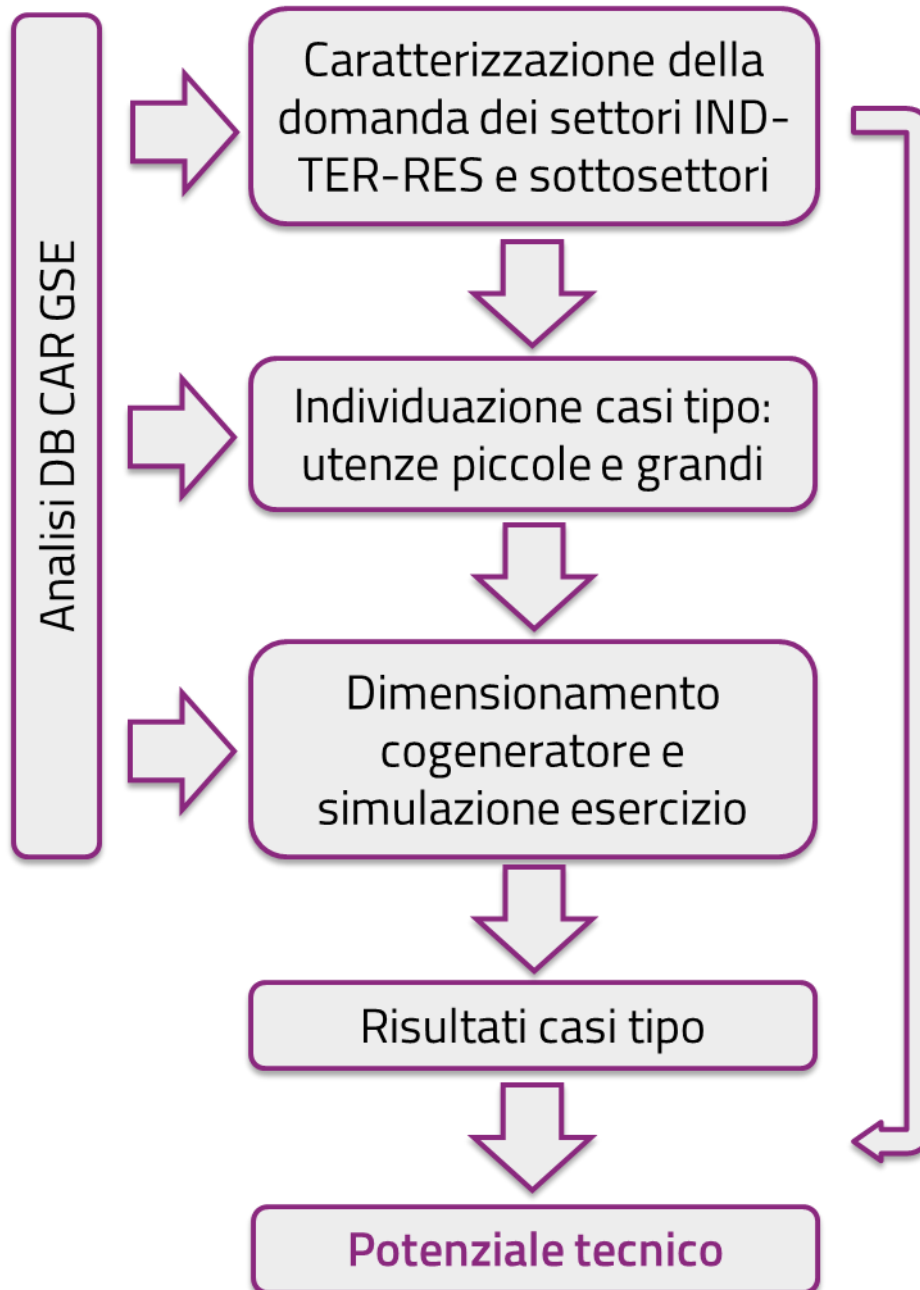 Analisi DB CAR GSE
Caratterizzazione della
domanda dei settori IND-
TER-RES e sottosettori
Individuazione casi tipo:
utenze piccole e grandi
Dimensionamento
cogeneratore e
simulazione esercizio
Risultati casi tipo
Potenziale tecnico